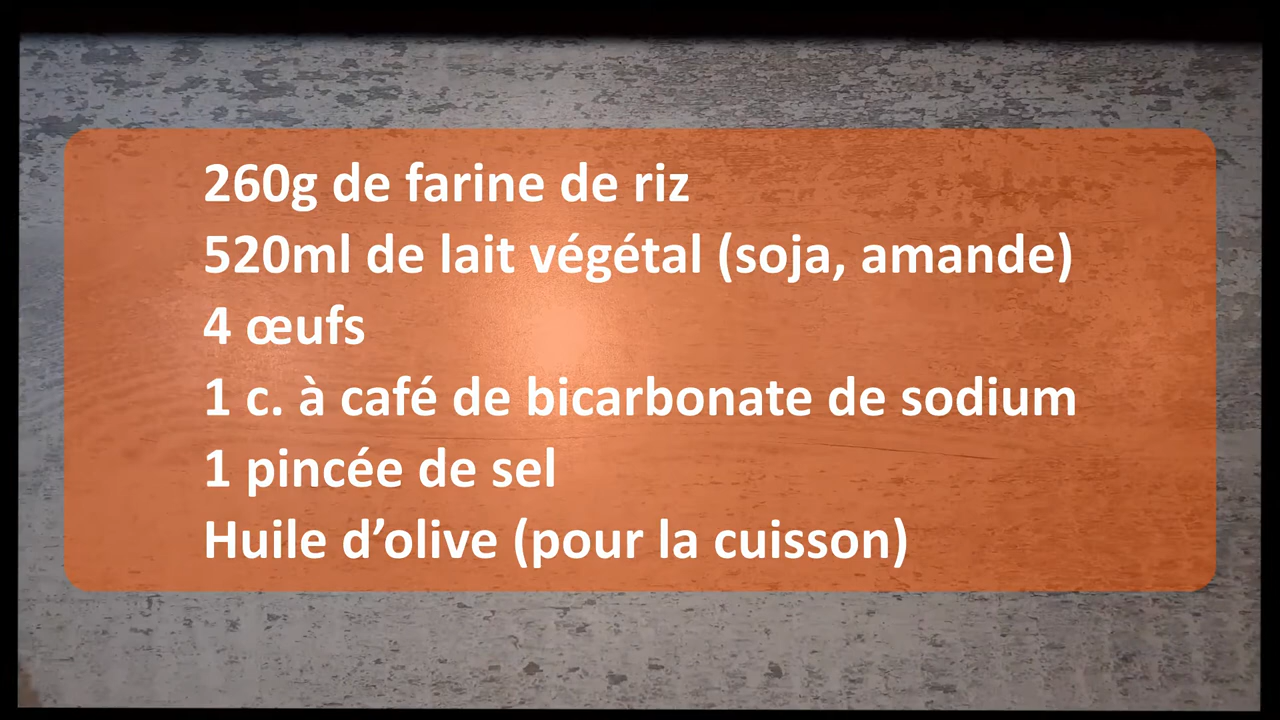 260g de farine de riz
520ml de lait végétal (soja, amande)
4 œufs
1 c. à café de bicarbonate de sodium
1 pincée de sel
Huile d’olive (pour la cuisson)